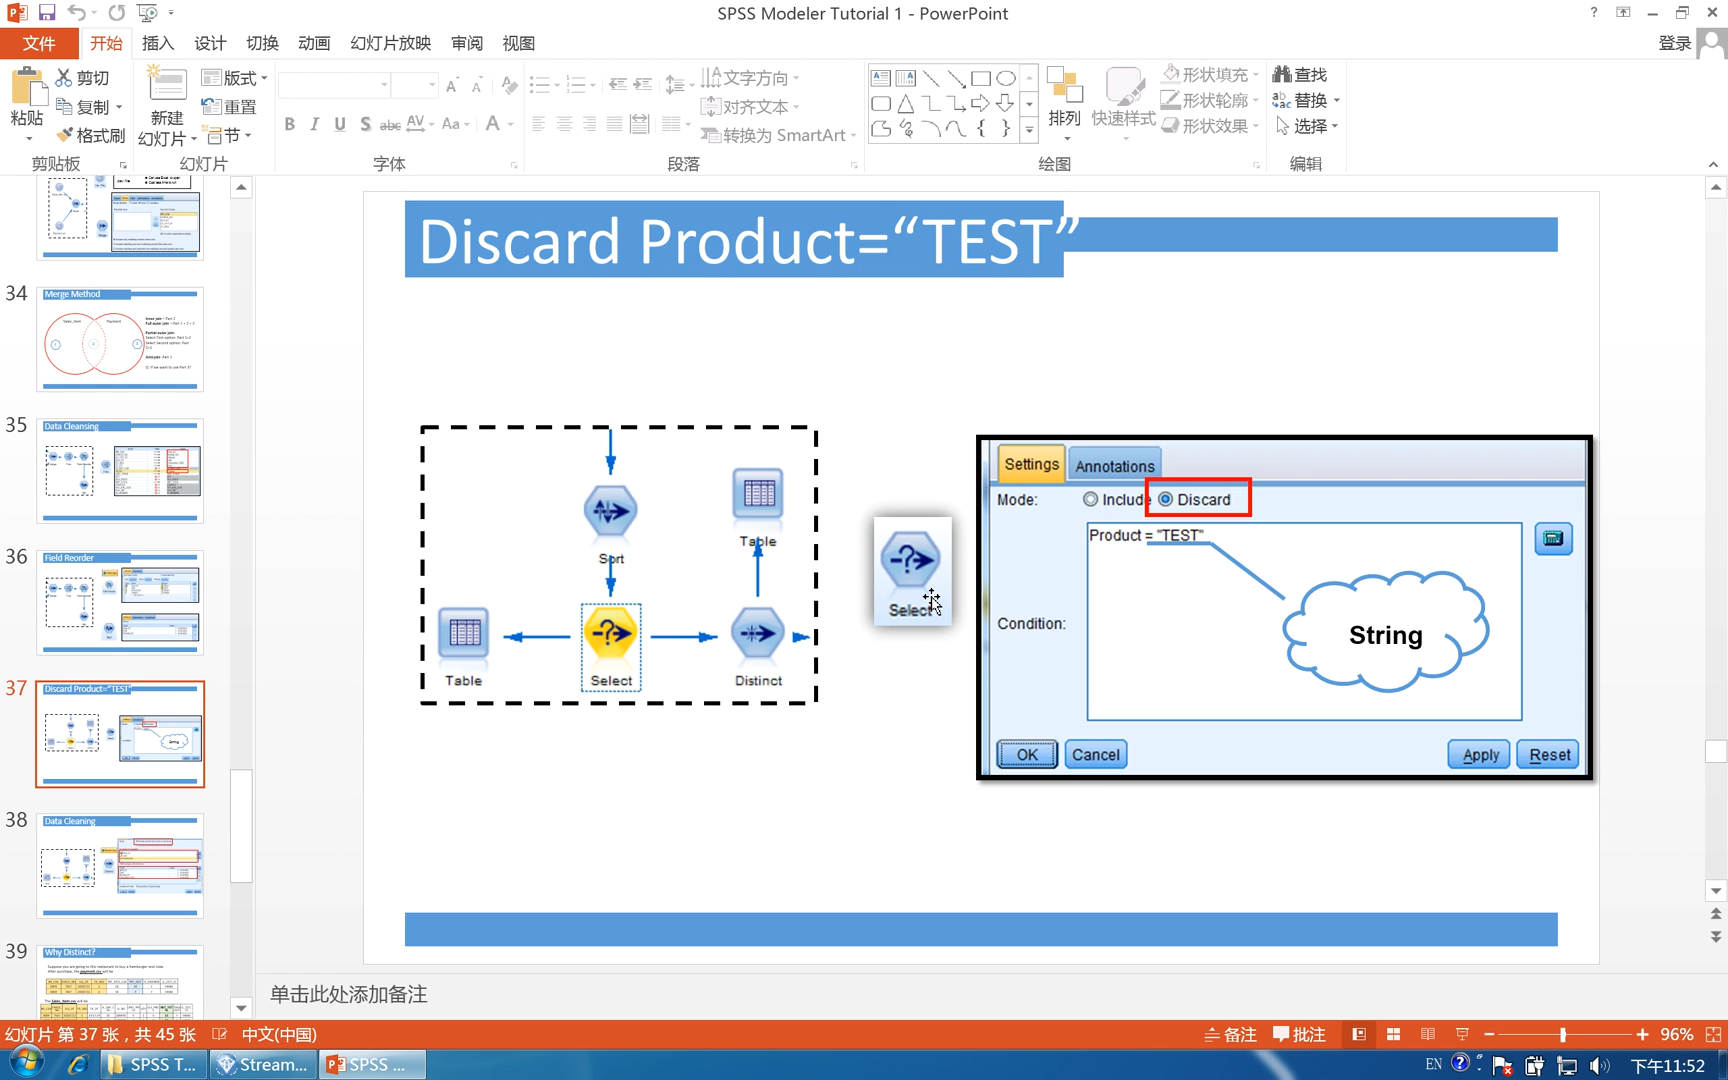 SPSS Modeler Tutorial 1 - PowerPoint
文件 开始 插入 设计 切换 动画 幻灯片放映 审阅 视图
登录
粘贴
剪切
复制
格式刷
剪贴板
新建
幻灯片
版式
重置
节
幻灯片
B I U S abc AV Aa A
字体
文字方向
对齐文本
转换为 SmartArt
段落
排列
快速样式
形状填充
形状轮廓
形状效果
绘图
查找
替换
选择
编辑
34
Merge Method
35
Data Cleansing
36
Field Reorder
37
Discard Product="TEST"
String
38
Data Cleaning
39
Why Distinct?
Discard Product=“TEST”
Sort
Table
Table
Select
Distinct
Select
Settings
Annotations
Mode:
Include
Discard
Product = "TEST"
Condition:
String
OK
Cancel
Apply
Reset
单击此处添加备注
幻灯片 第 37 张，共 45 张
中文(中国)
备注
批注
96%
SPSS T...
Stream...
SPSS ...
EN
下午11:52